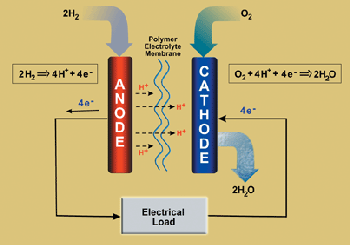 2H₂
O₂
Polymer
Electrolyte
Membrane
2H₂ ⇒ 4H⁺ + 4e⁻
O₂ + 4H⁺ + 4e⁻ ⇒ 2H₂O
ANODE
CATHODE
H⁺
H⁺
H⁺
H⁺
4e⁻
4e⁻
2H₂O
Electrical
Load